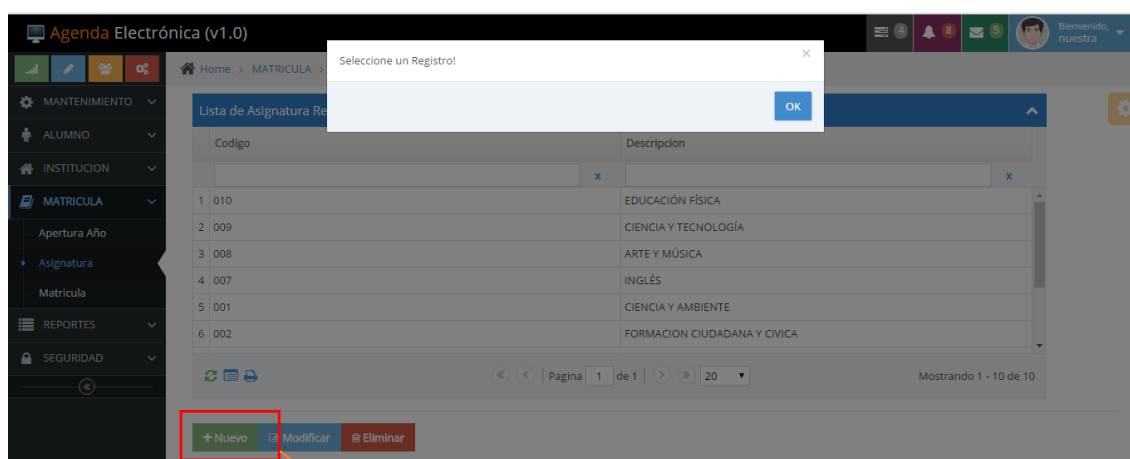 Agenda Electrónica (v1.0)
4
8
5
Bienvenido,
nuestra
Home > MATRICULA >
Seleccione un Registro!
×
OK
MANTENIMIENTO
ALUMNO
INSTITUCION
MATRICULA
Apertura Año
Asignatura
Matricula
REPORTES
SEGURIDAD
Lista de Asignatura Re
Codigo Descripcion
x x
1 010 EDUCACIÓN FÍSICA
2 009 CIENCIA Y TECNOLOGÍA
3 008 ARTE Y MÚSICA
4 007 INGLÉS
5 001 CIENCIA Y AMBIENTE
6 002 FORMACION CIUDADANA Y CIVICA
Pagina 1 de 1 20 Mostrando 1 - 10 de 10
+Nuevo Modificar Eliminar